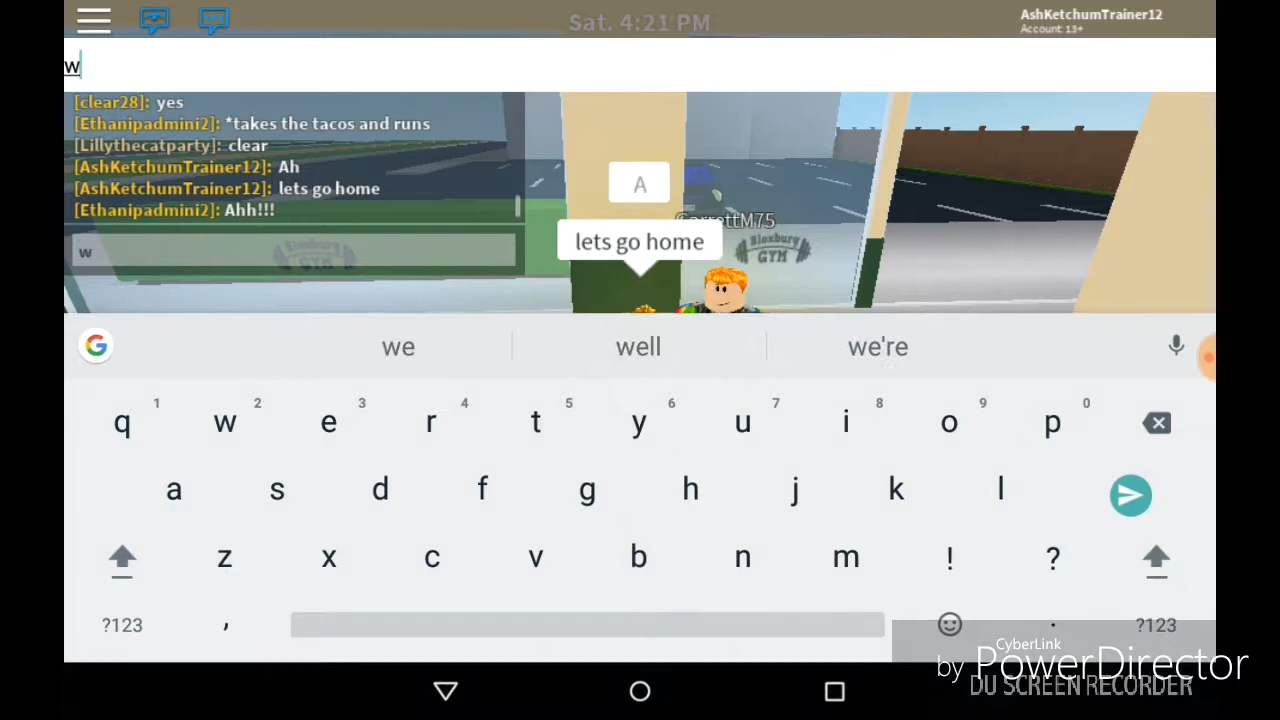 Sat. 4:21 PM
AshKetchumTrainer12
Account: 13+
w
[clear28]: yes
[Ethanipadmini2]: *takes the tacos and runs
[Lillythecatparty]: clear
[AshKetchumTrainer12]: Ah
[AshKetchumTrainer12]: lets go home
[Ethanipadmini2]: Ahh!!!
w
A
GarrettM75
lets go home
Bloxburg
GYM
Bloxburg
GYM
G we well we're
1 2 3 4 5 6 7 8 9 0
q w e r t y u i o p
a s d f g h j k l
z x c v b n m ! ?
?123 , . ?123
CyberLink
by PowerDirector
DU SCREEN RECORDER